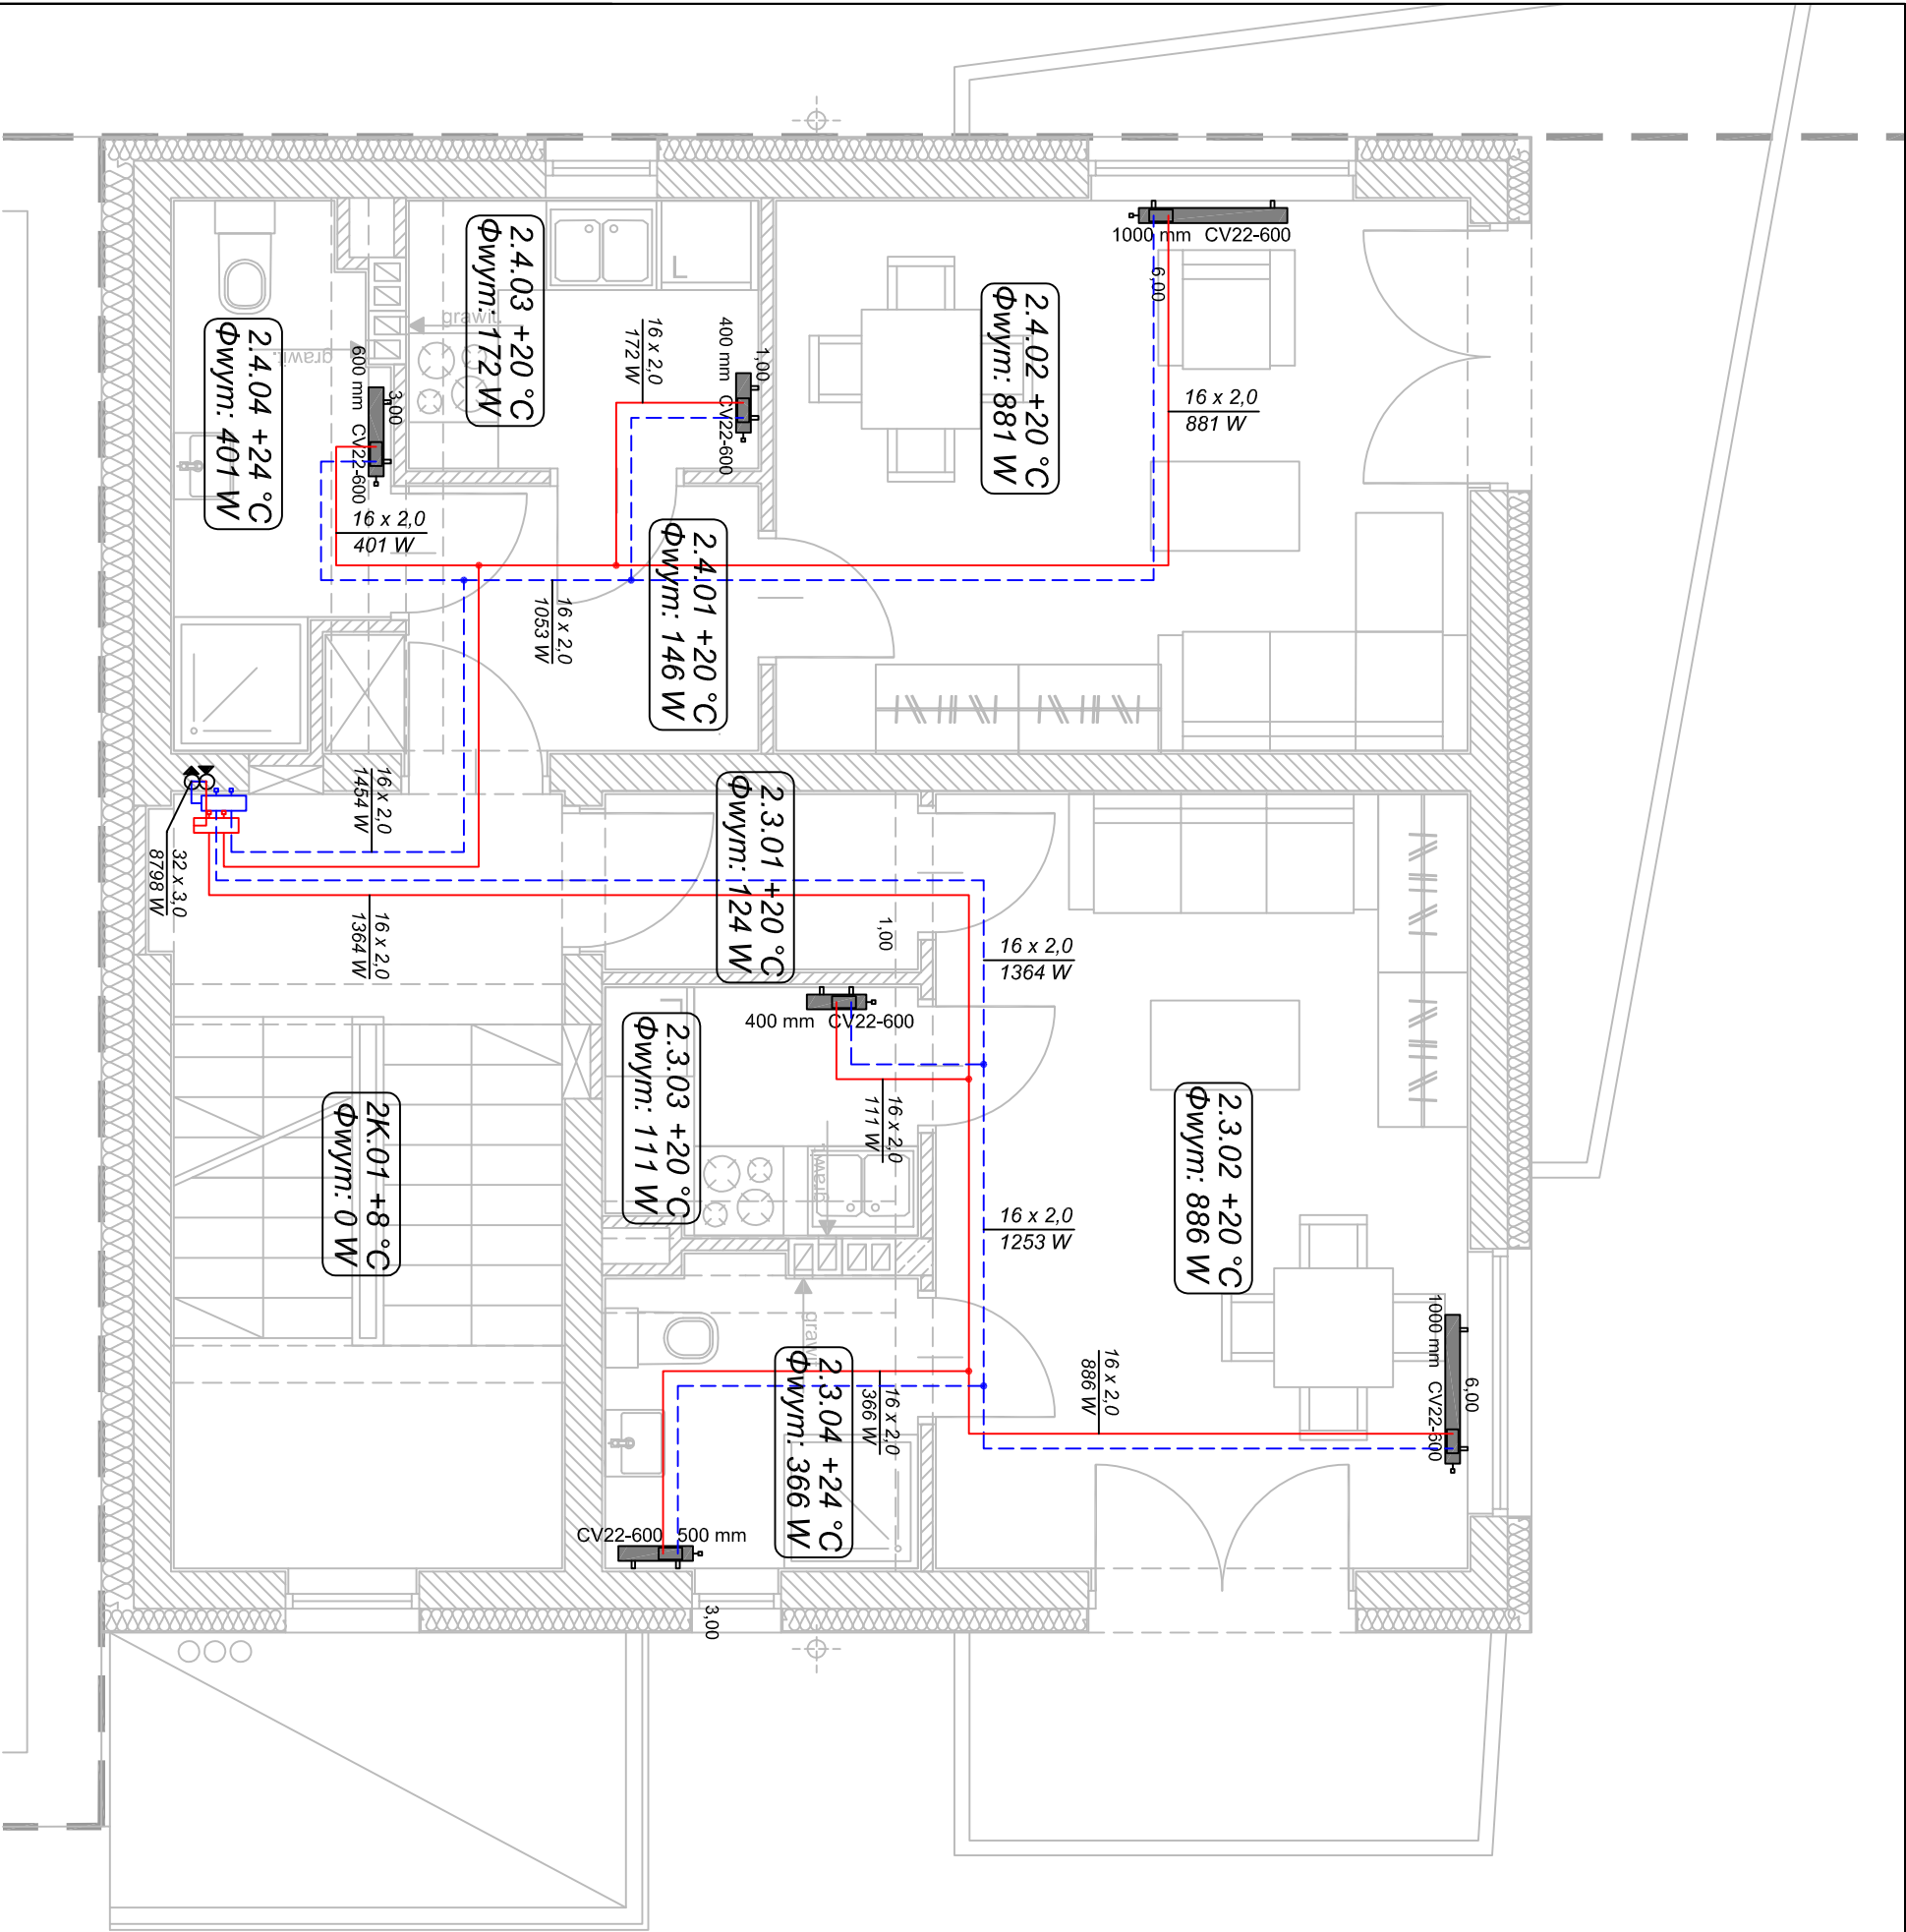 1000 mm CV22-600
6,00
2.4.02 +20 °C
Φwym: 881 W
16 x 2,0
881 W
2.4.03 +20 °C
Φwym: 172 W
L
grawit.
16 x 2,0
172 W
400 mm CV22-600
1,00
2.4.04 +24 °C
Φwym: 401 W
grawit.
600 mm CV22-600
3,00
16 x 2,0
401 W
2.4.01 +20 °C
Φwym: 146 W
16 x 2,0
1053 W
16 x 2,0
1454 W
32 x 3,0
8798 W
16 x 2,0
1364 W
2.3.01 +20 °C
Φwym: 124 W
1,00
16 x 2,0
1364 W
400 mm CV22-600
2.3.03 +20 °C
Φwym: 111 W
L
16 x 2,0
111 W
grawit.
2K.01 +8 °C
Φwym: 0 W
2.3.02 +20 °C
Φwym: 886 W
16 x 2,0
1253 W
1000 mm CV22-600
6,00
16 x 2,0
886 W
grawit.
2.3.04 +24 °C
Φwym: 366 W
16 x 2,0
366 W
CV22-600 500 mm
3,00